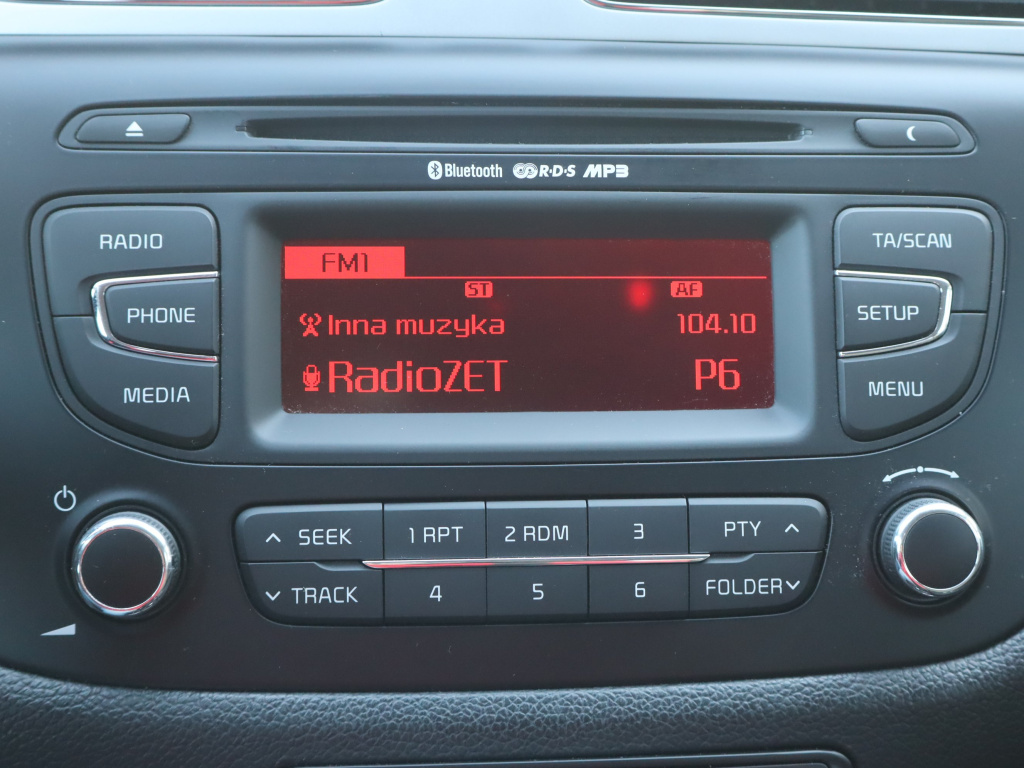 Bluetooth R·D·S MP3
RADIO
PHONE
MEDIA
FM1
ST AF
Inna muzyka 104.10
RadioZET P6
TA/SCAN
SETUP
MENU
SEEK 1 RPT 2 RDM 3 PTY
TRACK 4 5 6 FOLDER